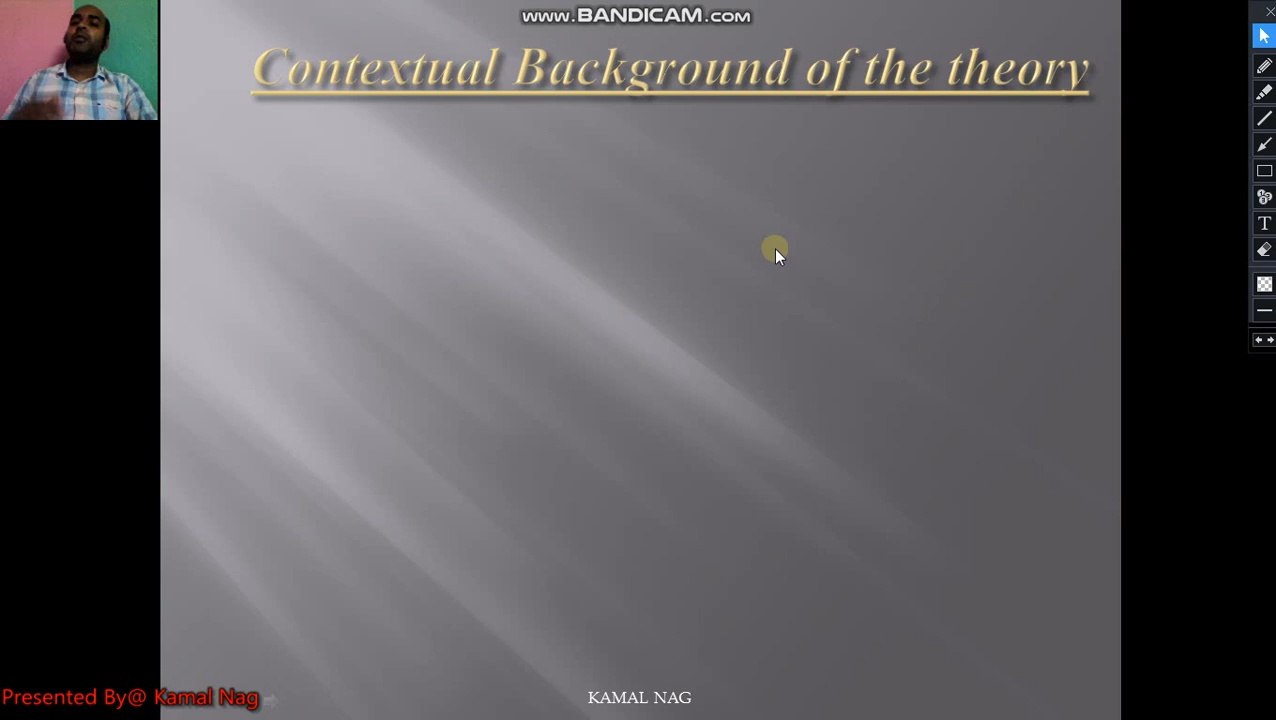 www.BANDICAM.com
Contextual Background of the theory
T
Presented By@ Kamal Nag
KAMAL NAG